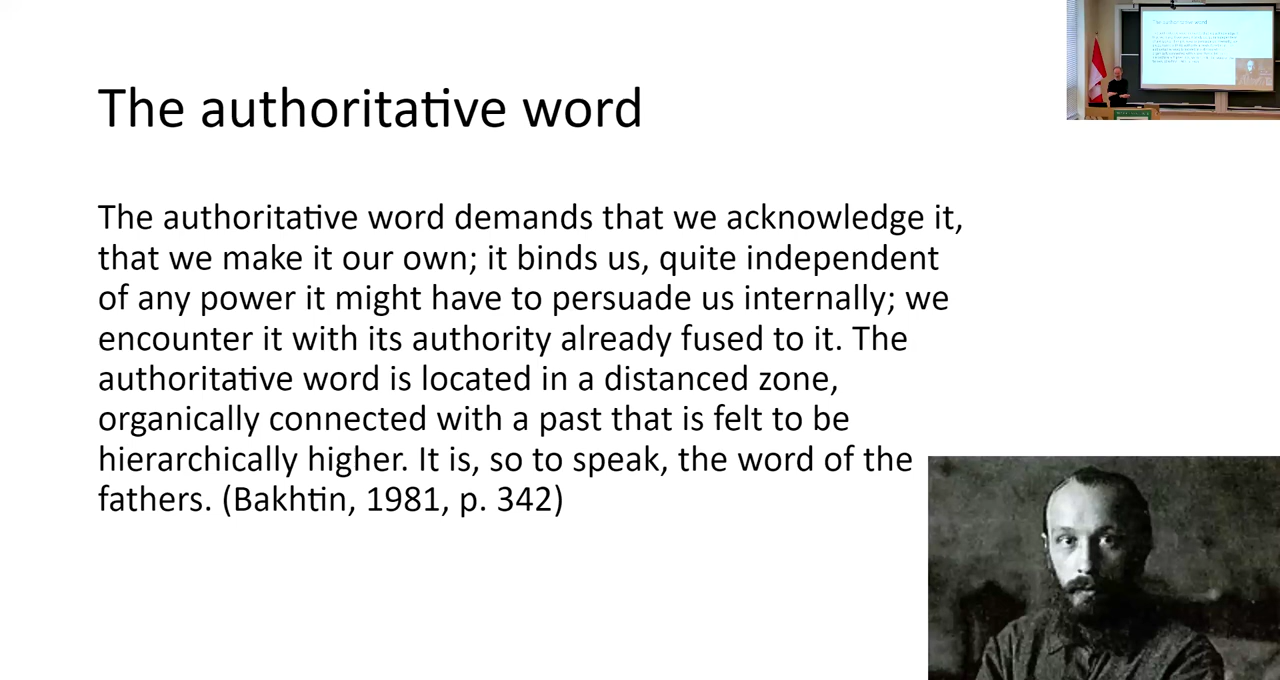 The authoritative word
The authoritative word demands that we acknowledge it,
that we make it our own; it binds us, quite independent
of any power it might have to persuade us internally; we
encounter it with its authority already fused to it. The
authoritative word is located in a distanced zone,
organically connected with a past that is felt to be
hierarchically higher. It is, so to speak, the word of the
fathers. (Bakhtin, 1981, p. 342)